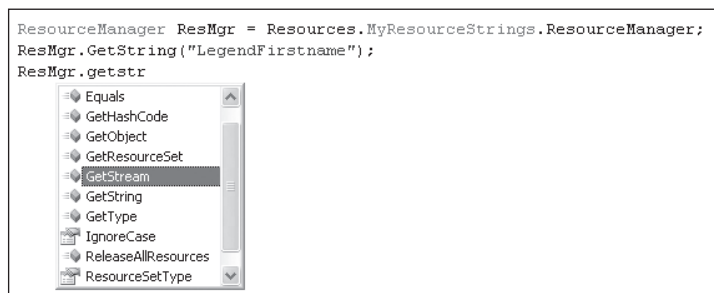 ResourceManager ResMgr = Resources.MyResourceStrings.ResourceManager;
ResMgr.GetString("LegendFirstname");
ResMgr.getstr
Equals
GetHashCode
GetObject
GetResourceSet
GetStream
GetString
GetType
IgnoreCase
ReleaseAllResources
ResourceSetType